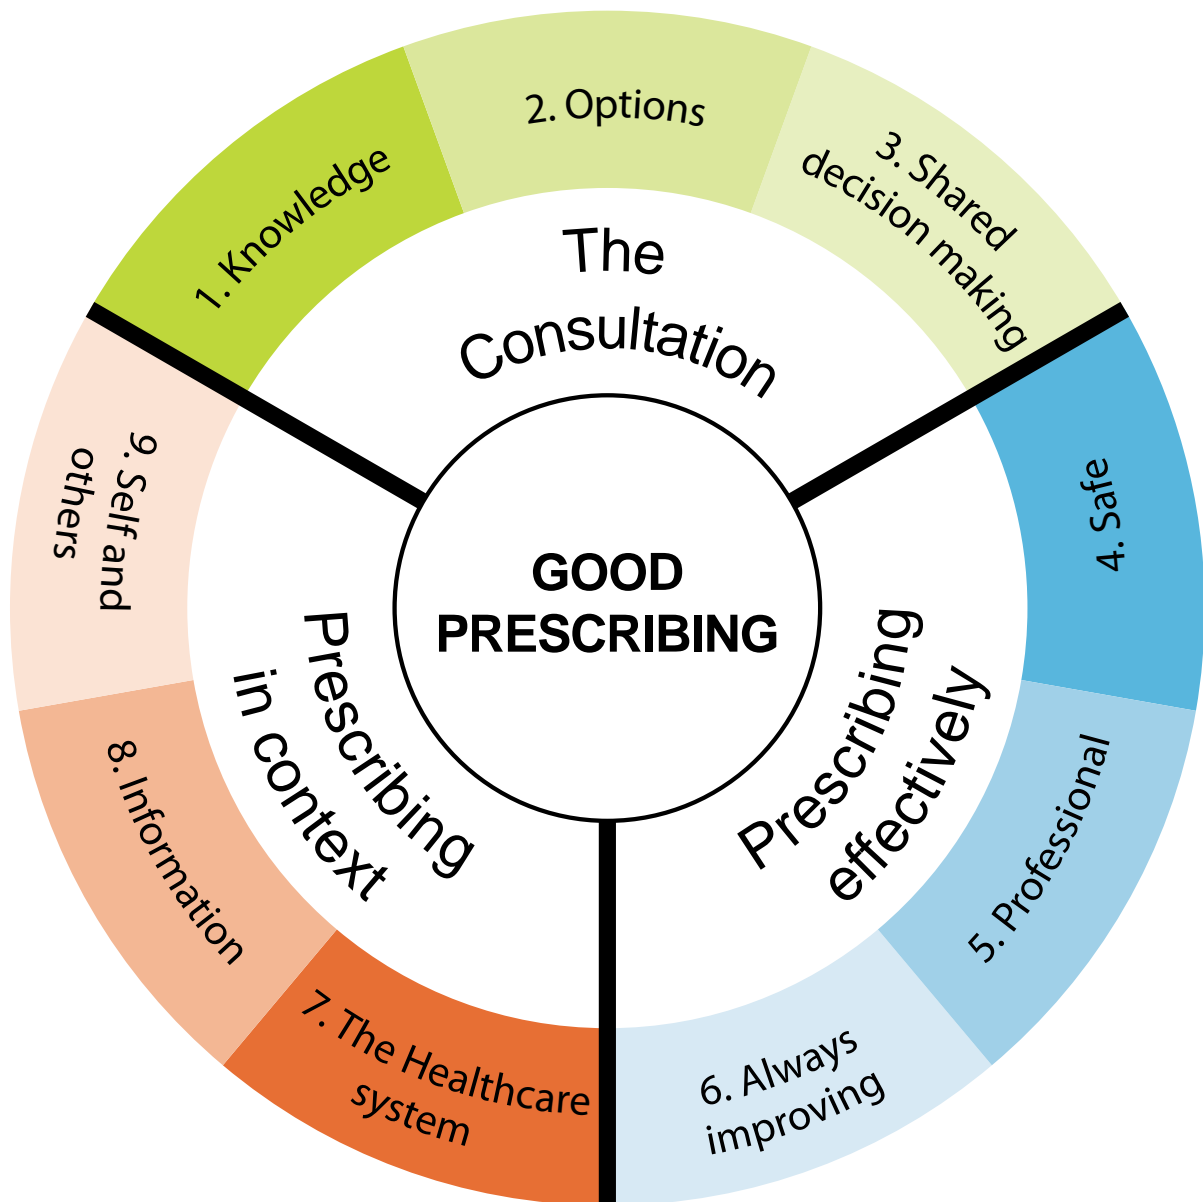 GOOD
PRESCRIBING
The
Consultation
1. Knowledge
2. Options
3. Shared
decision making
Prescribing
effectively
4. Safe
5. Professional
6. Always
improving
Prescribing
in context
7. The Healthcare
system
8. Information
9. Self and
others